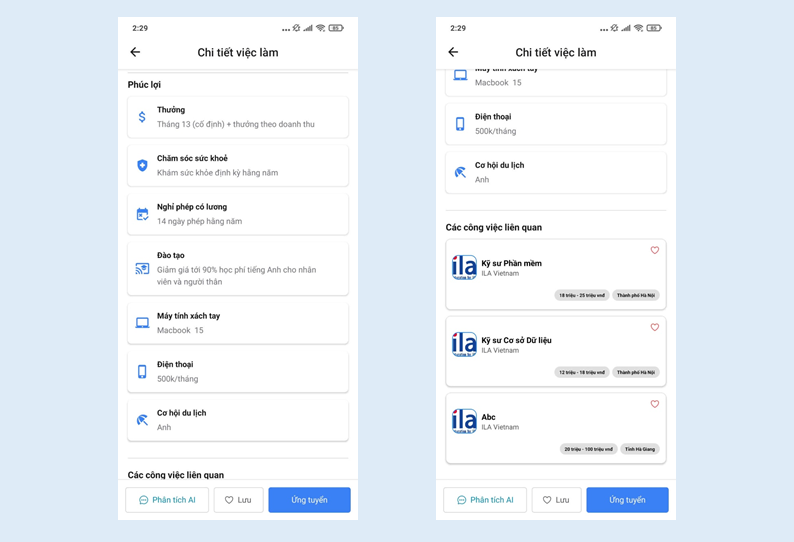 2:29
Chi tiết việc làm
Phúc lợi
Thưởng
Tháng 13 (cố định) + thưởng theo doanh thu
Chăm sóc sức khoẻ
Khám sức khỏe định kỳ hằng năm
Nghỉ phép có lương
14 ngày phép hằng năm
Đào tạo
Giảm giá tới 90% học phí tiếng Anh cho nhân
viên và người thân
Máy tính xách tay
Macbook 15
Điện thoại
500k/tháng
Cơ hội du lịch
Anh
Các công việc liên quan
Phân tích AI
Lưu
Ứng tuyển
2:29
Chi tiết việc làm
Máy tính xách tay
Macbook 15
Điện thoại
500k/tháng
Cơ hội du lịch
Anh
Các công việc liên quan
ila
Kỹ sư Phần mềm
ILA Vietnam
18 triệu - 25 triệu vnđ
Thành phố Hà Nội
ila
Kỹ sư Cơ sở Dữ liệu
ILA Vietnam
12 triệu - 18 triệu vnđ
Thành phố Hà Nội
ila
Abc
ILA Vietnam
20 triệu - 100 triệu vnđ
Tỉnh Hà Giang
Phân tích AI
Lưu
Ứng tuyển